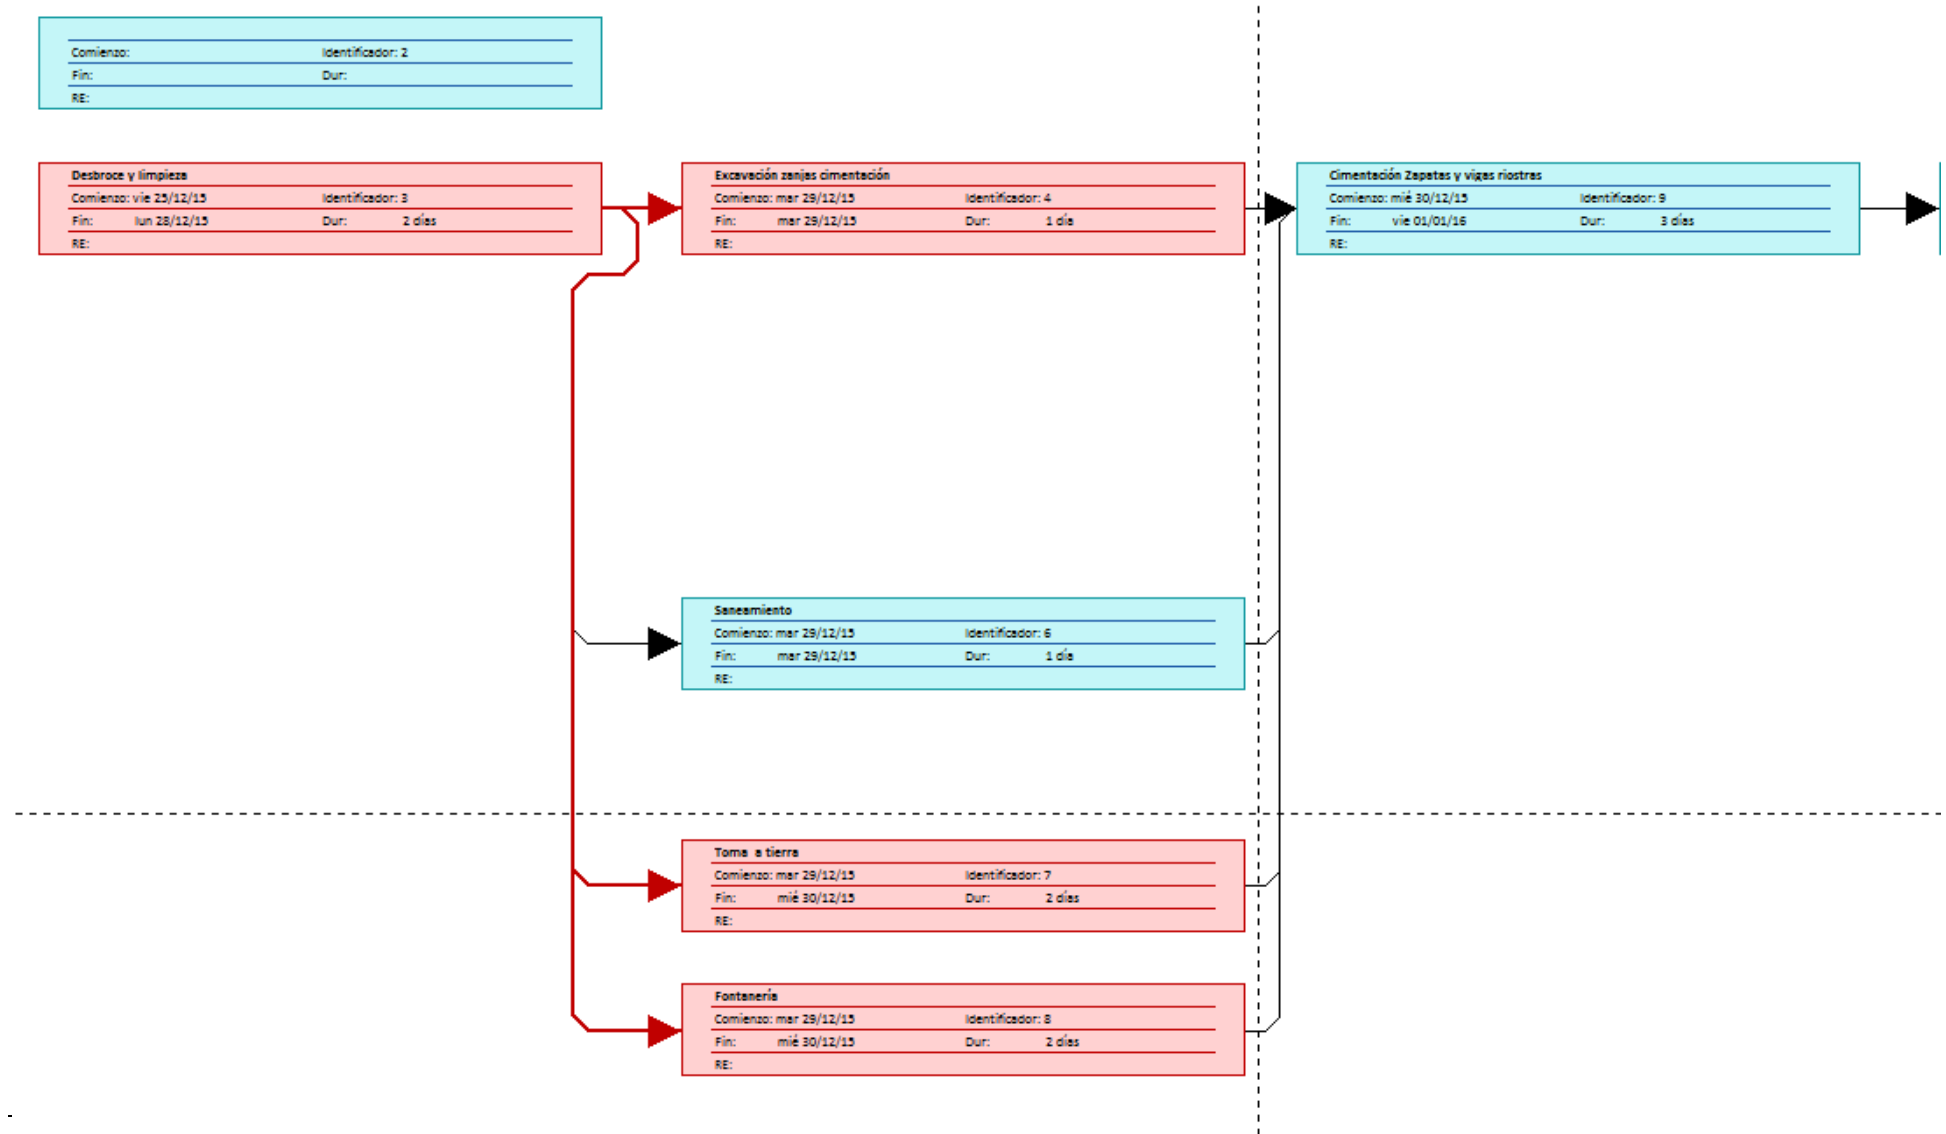 Comienzo: Identificador: 2
Fin: Dur:
RE:
Desbroce y limpieza
Comienzo: vie 25/12/15 Identificador: 3
Fin: lun 28/12/15 Dur: 2 días
RE:
Excavación zanjas cimentación
Comienzo: mar 29/12/15 Identificador: 4
Fin: mar 29/12/15 Dur: 1 día
RE:
Cimentación Zapatas y vigas riostras
Comienzo: mié 30/12/15 Identificador: 9
Fin: vie 01/01/16 Dur: 3 días
RE:
Saneamiento
Comienzo: mar 29/12/15 Identificador: 6
Fin: mar 29/12/15 Dur: 1 día
RE:
Toma a tierra
Comienzo: mar 29/12/15 Identificador: 7
Fin: mié 30/12/15 Dur: 2 días
RE:
Fontanería
Comienzo: mar 29/12/15 Identificador: 8
Fin: mié 30/12/15 Dur: 2 días
RE: